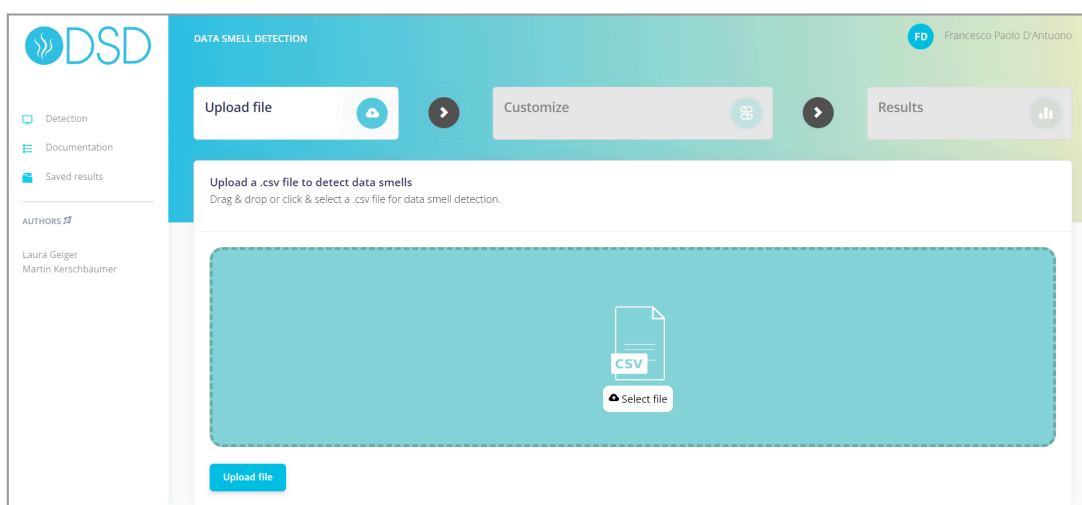 DSD
DATA SMELL DETECTION
FD
Francesco Paolo D'Antuono
Detection
Documentation
Saved results
AUTHORS
Laura Geiger
Martin Kerschbaumer
Upload file
Customize
Results
Upload a .csv file to detect data smells
Drag & drop or click & select a .csv file for data smell detection.
CSV
Select file
Upload file